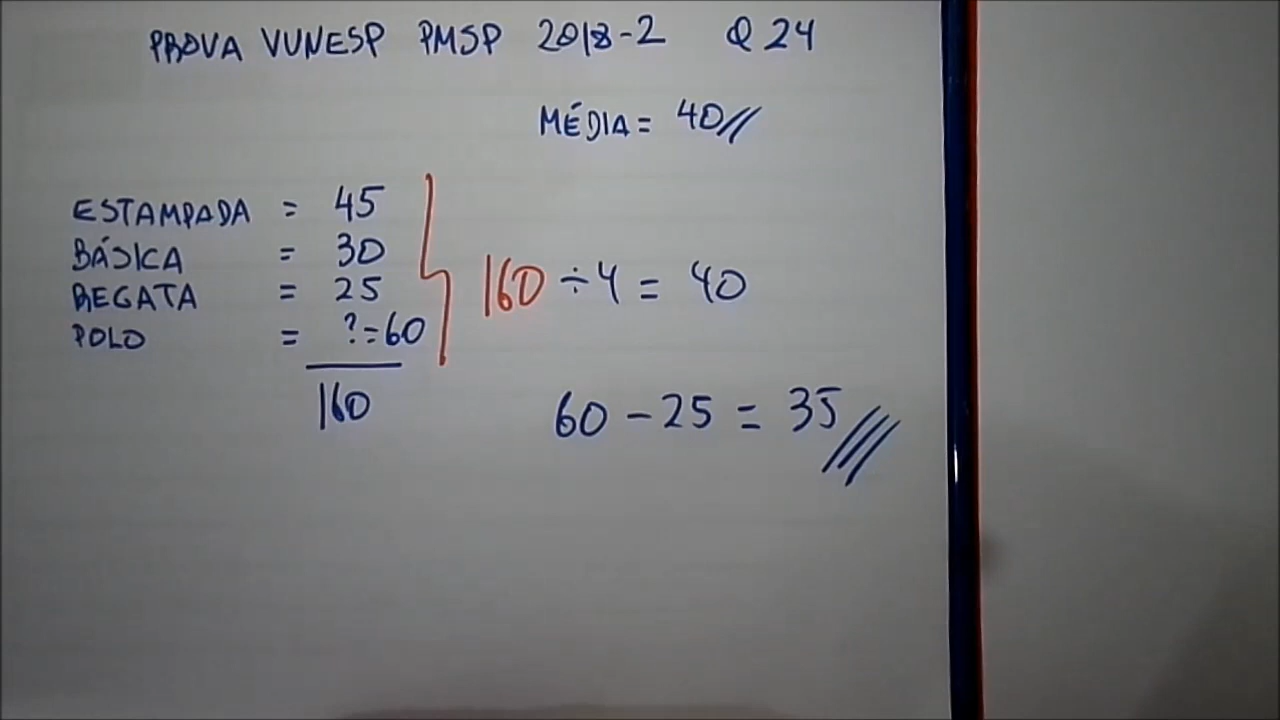 PROVA VUNESP PMSP 2018-2 Q 24
MÉDIA = 40//
ESTAMPADA = 45
BÁSICA = 30
REGATA = 25
POLO = ?=60
160
160 ÷ 4 = 40
60 - 25 = 35///